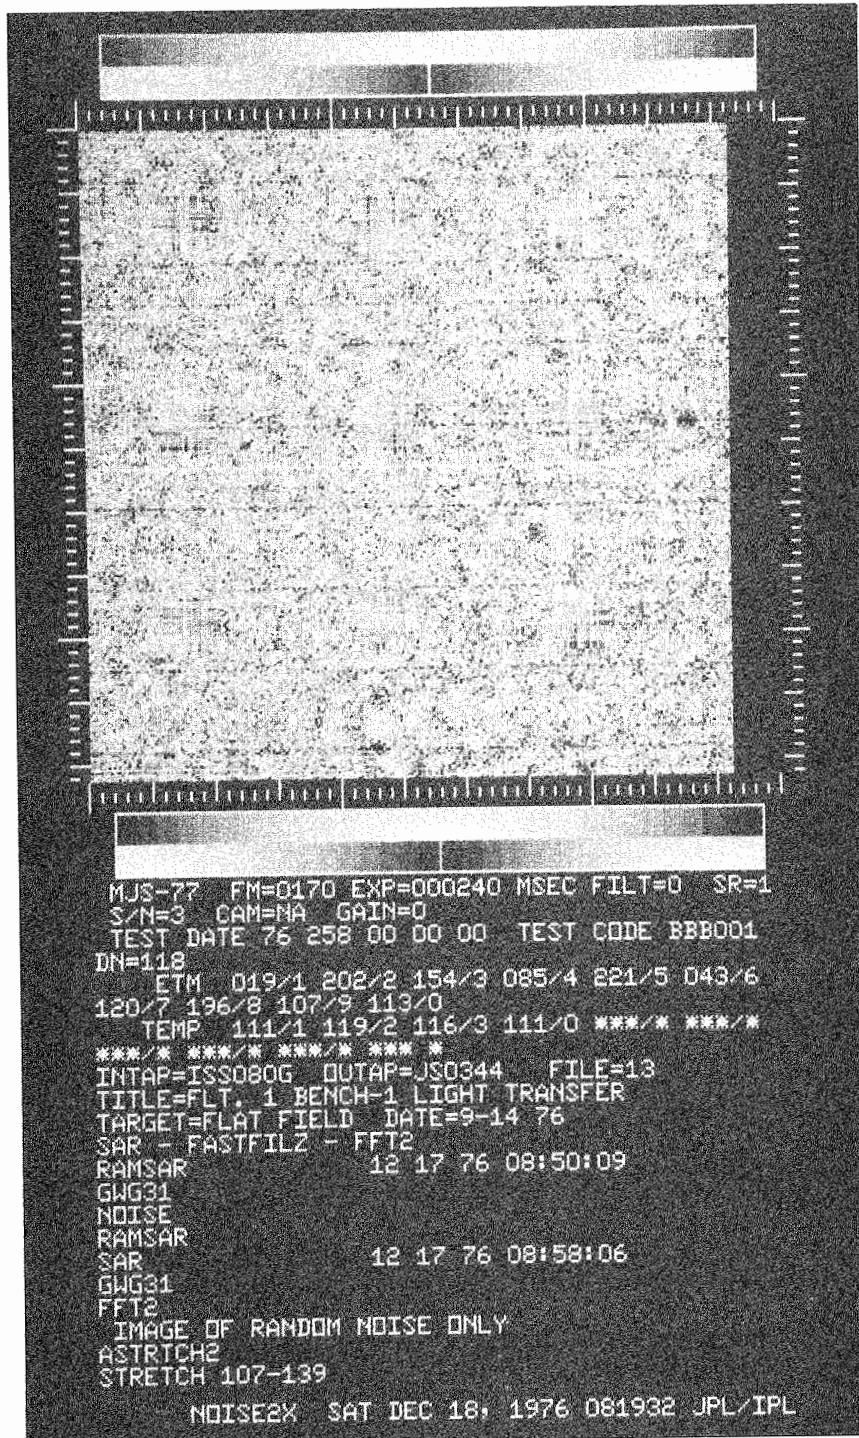 MJS-77 FM=0170 EXP=000240 MSEC FILT=0 SR=1
S/N=3 CAM=NA GAIN=0
TEST DATE 76 258 00 00 00 TEST CODE BBB001
DN=118
ETM 019/1 202/2 154/3 085/4 221/5 043/6
120/7 196/8 107/9 113/0
TEMP 111/1 119/2 116/3 111/0 ***/* ***/*
***/* ***/* ***/* *** *
INTAP=ISS080G OUTAP=JS0344 FILE=13
TITLE=FLT. 1 BENCH-1 LIGHT TRANSFER
TARGET=FLAT FIELD DATE=9-14 76
SAR - FASTFILZ - FFT2
RAMSAR 12 17 76 08:50:09
GWG31
NOISE
RAMSAR
SAR 12 17 76 08:58:06
GWG31
FFT2
IMAGE OF RANDOM NOISE ONLY
ASTRTCH2
STRETCH 107-139
NOISE2X SAT DEC 18, 1976 081932 JPL/IPL